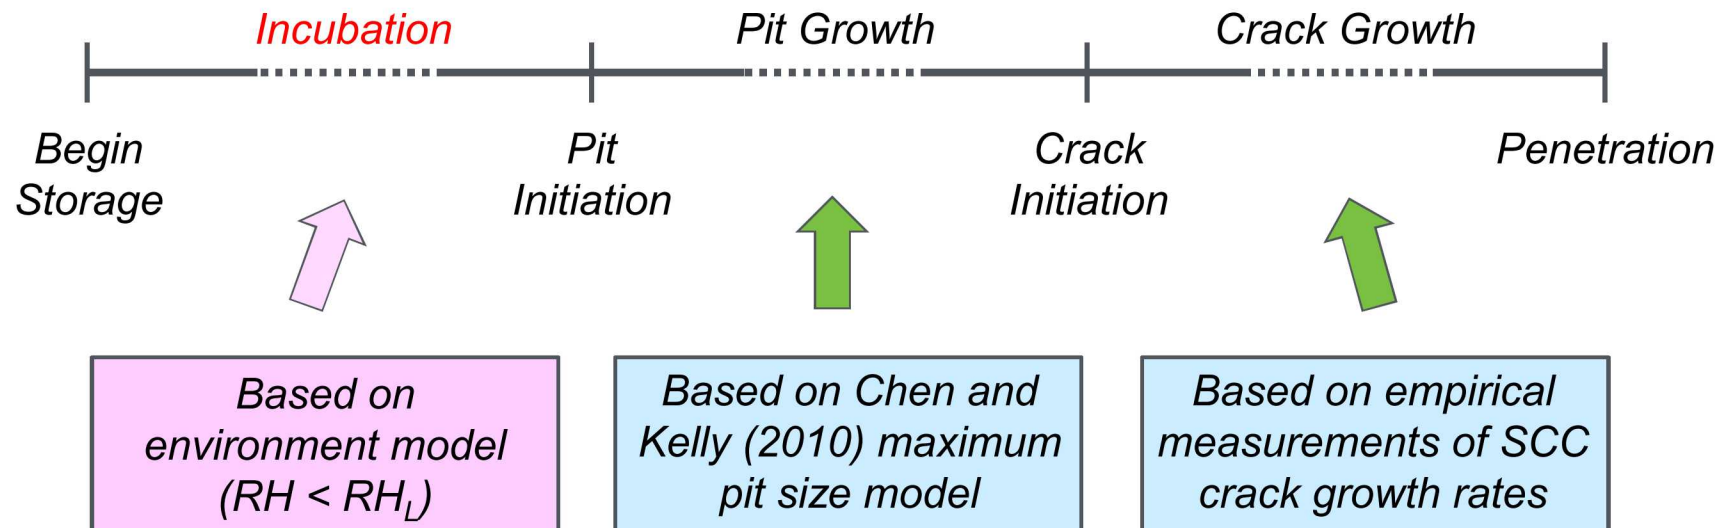 Incubation
Pit Growth
Crack Growth
Begin
Storage
Pit
Initiation
Crack
Initiation
Penetration
Based on
environment model
(RH < RH_L)
Based on Chen and
Kelly (2010) maximum
pit size model
Based on empirical
measurements of SCC
crack growth rates